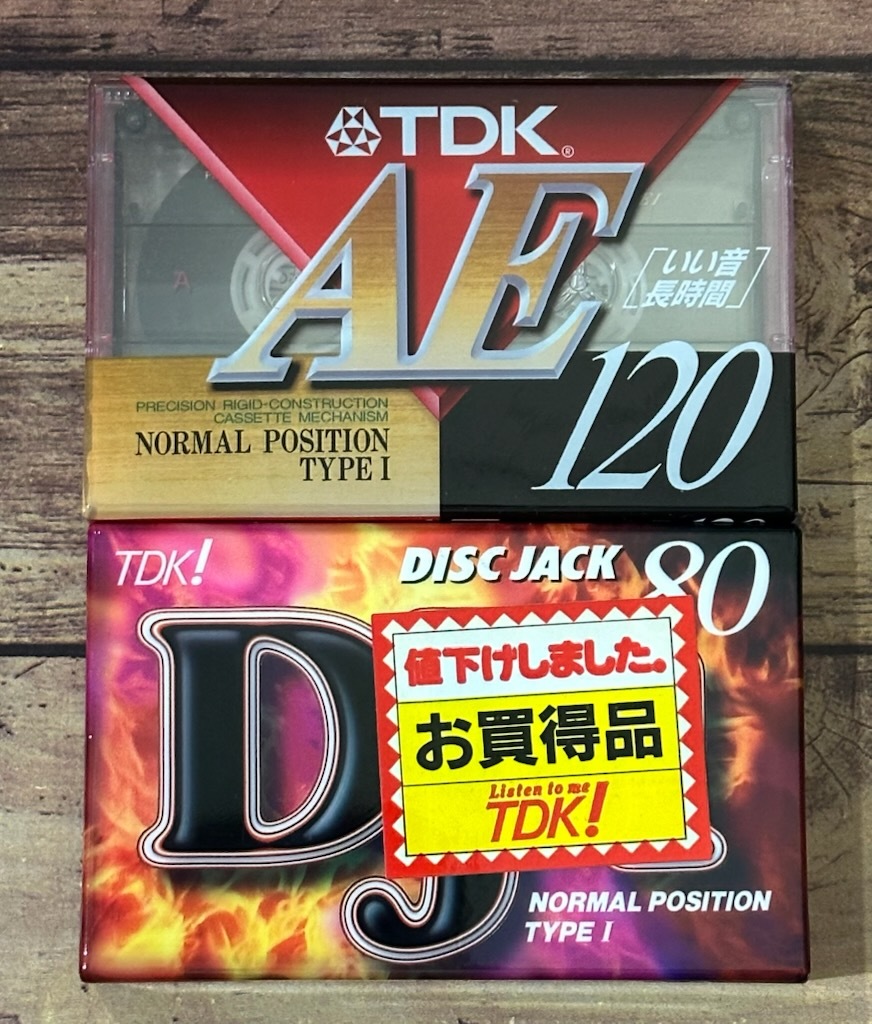 TDK®
AE
A
[いい音
長時間]
120
PRECISION RIGID-CONSTRUCTION
CASSETTE MECHANISM
NORMAL POSITION
TYPE I
TDK!
DISC JACK
80
DJ
値下げしました。
お買得品
Listen to me
TDK!
NORMAL POSITION
TYPE I